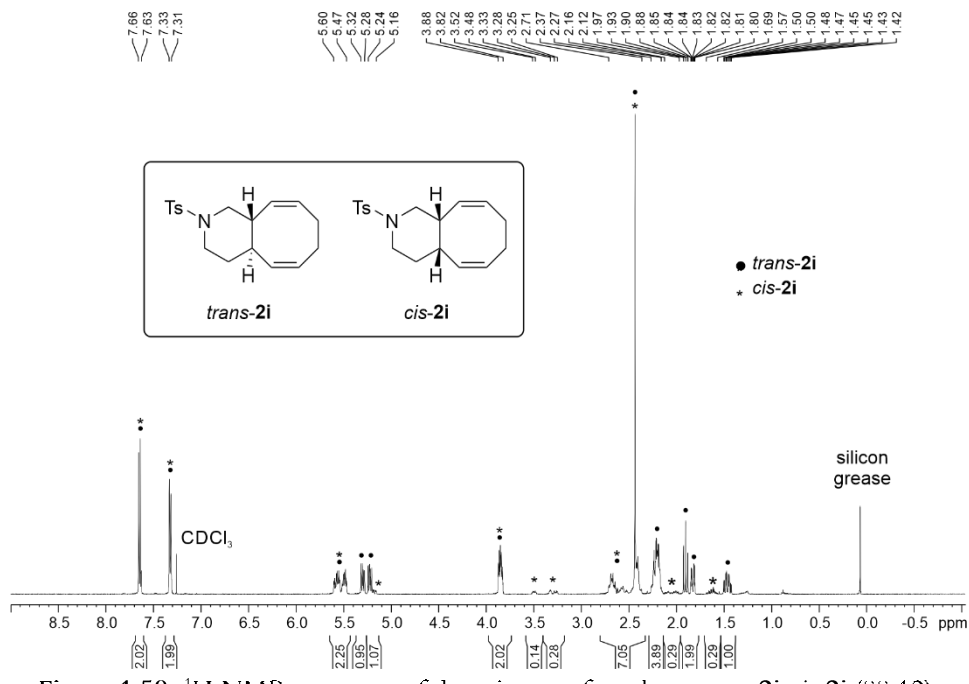 7.66 7.63 7.33 7.31 5.60 5.47 5.32 5.28 5.24 5.16 3.88 3.82 3.52 3.48 3.33 3.28 3.25 2.71 2.37 2.27 2.16 2.12 1.97 1.93 1.90 1.88 1.85 1.84 1.84 1.83 1.82 1.82 1.81 1.80 1.69 1.57 1.50 1.50 1.48 1.47 1.45 1.45 1.43 1.42
•
*
H
H
Ts
N
Ts
N
H
H
trans-2i
cis-2i
• trans-2i
* cis-2i
silicon
grease
CDCl3
8.5 8.0 7.5 7.0 6.5 6.0 5.5 5.0 4.5 4.0 3.5 3.0 2.5 2.0 1.5 1.0 0.5 0.0 -0.5 ppm
2.02 1.99 2.25 0.95 1.07 2.02 0.14 0.28 7.05 3.89 0.29 1.99 0.29 1.00